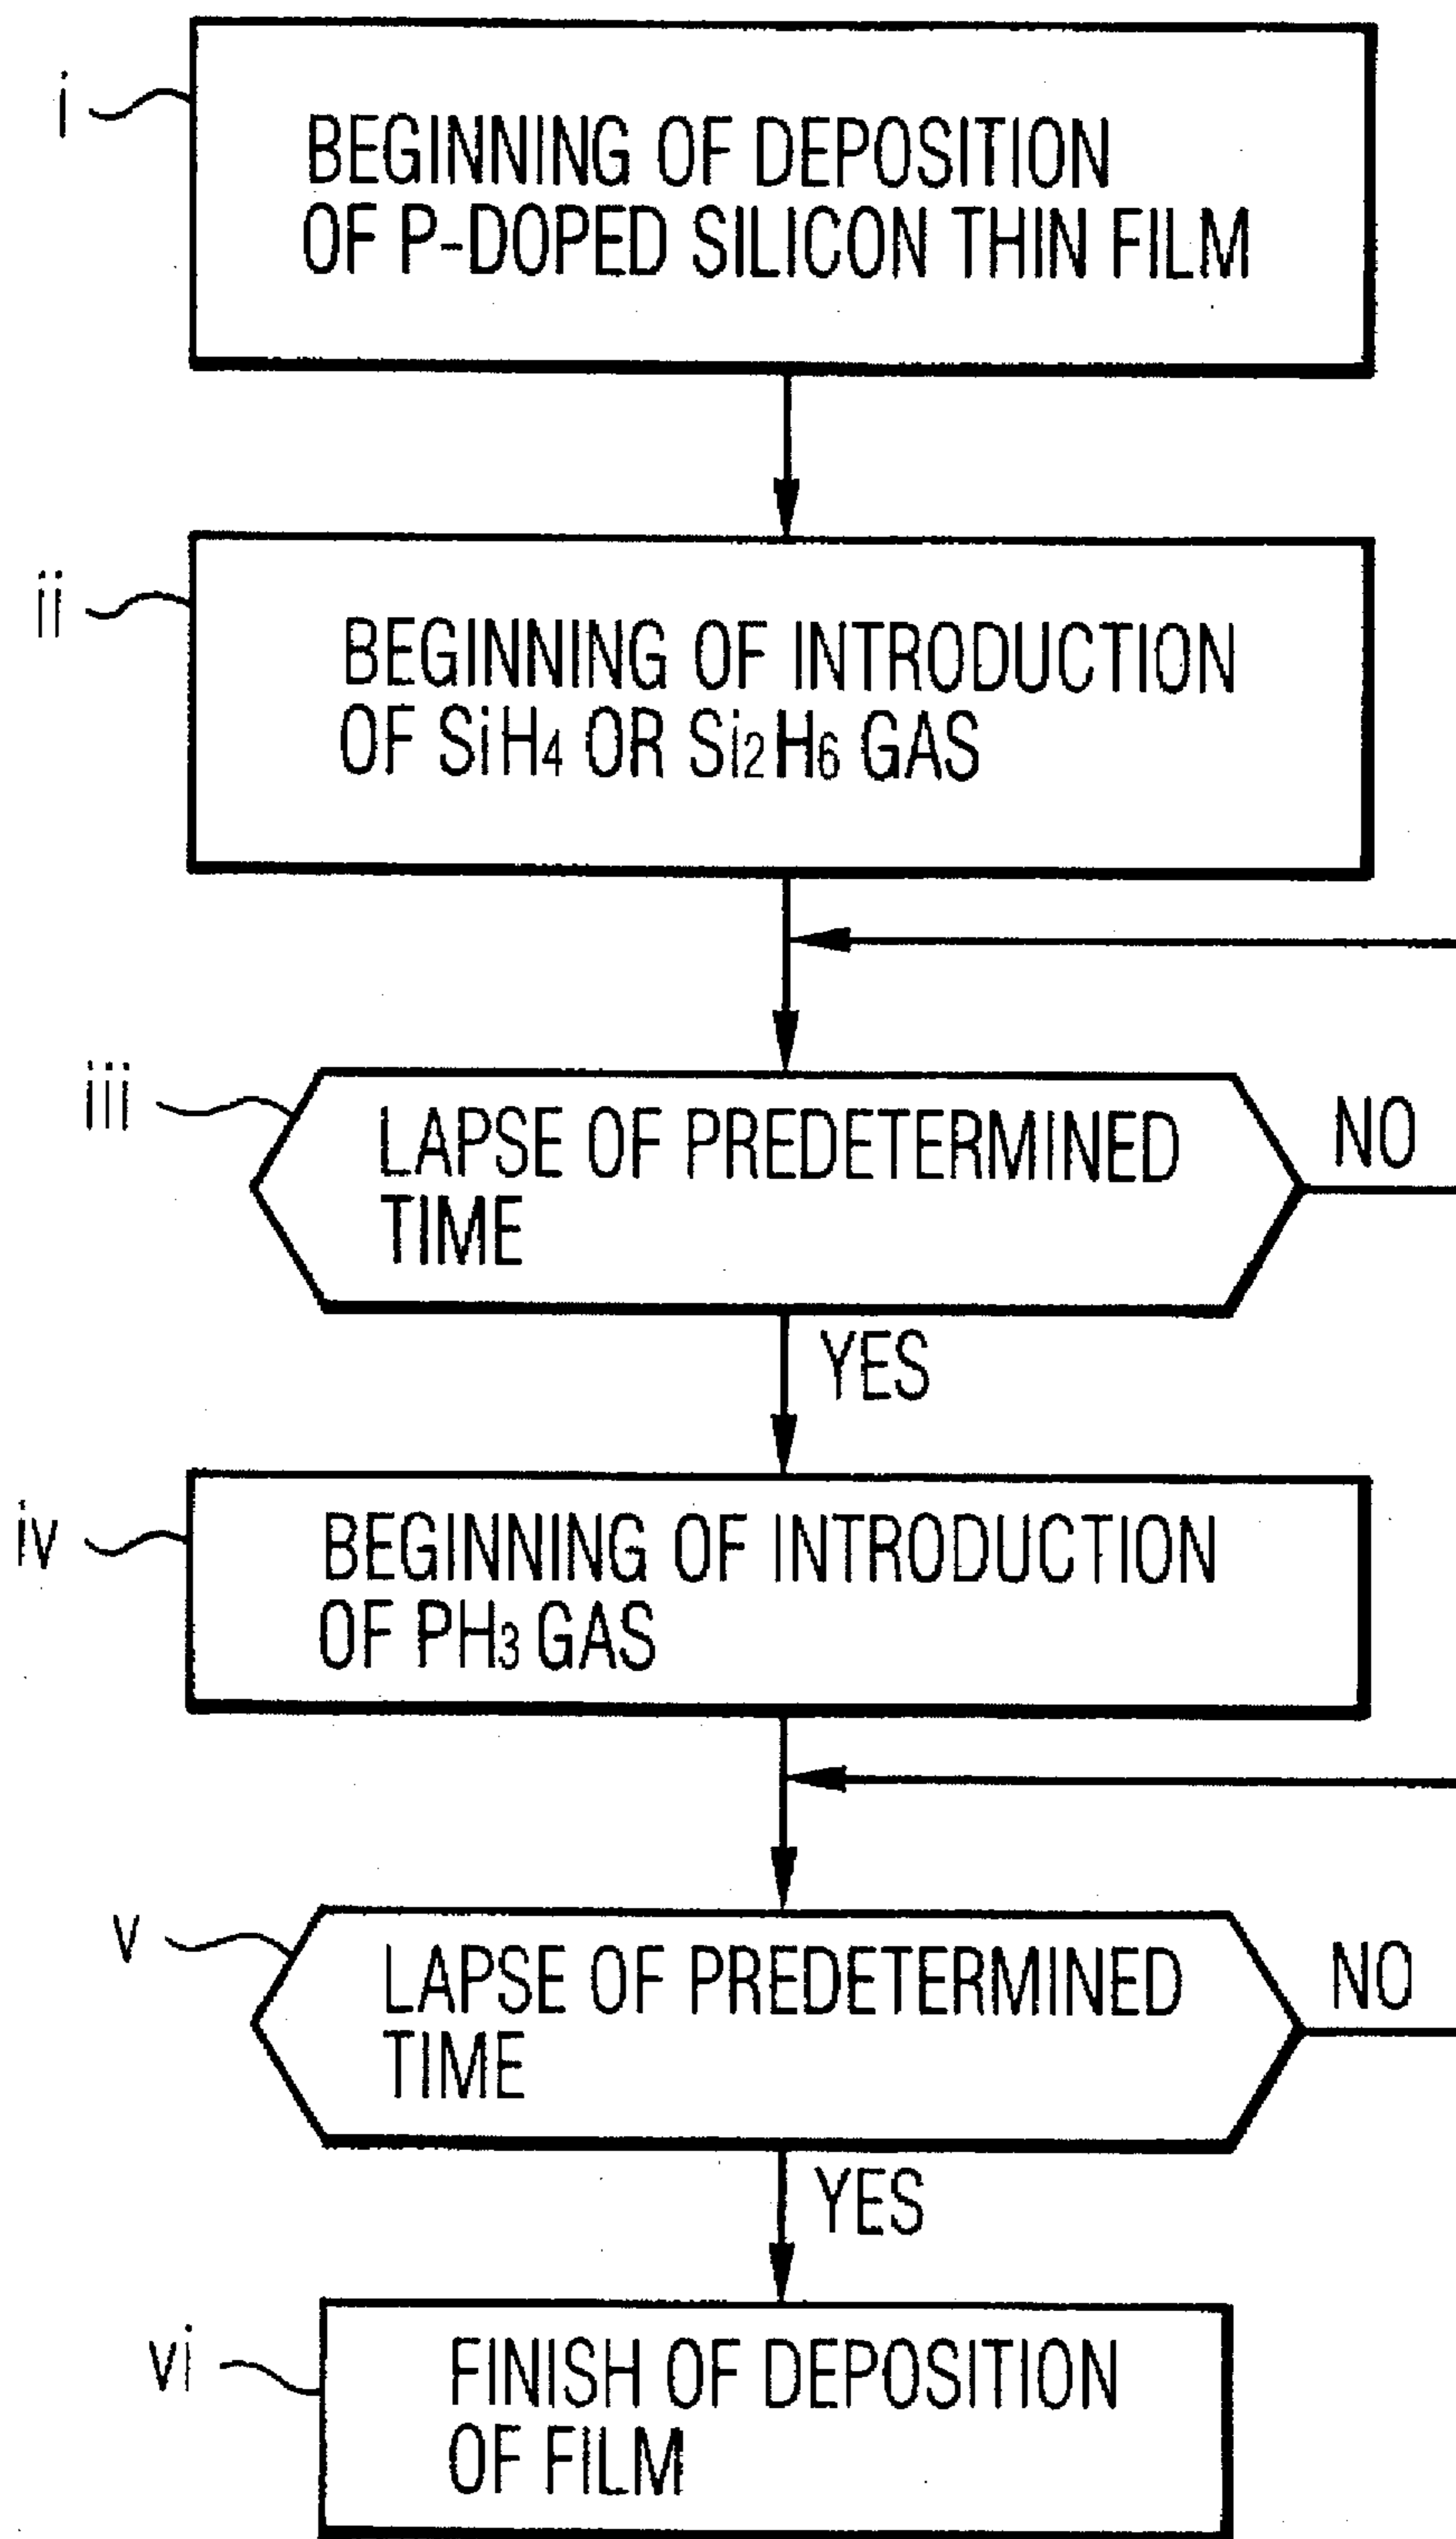 i
BEGINNING OF DEPOSITION
OF P-DOPED SILICON THIN FILM
ii
BEGINNING OF INTRODUCTION
OF SiH₄ OR Si₂H₆ GAS
iii
LAPSE OF PREDETERMINED
TIME
NO
YES
iv
BEGINNING OF INTRODUCTION
OF PH₃ GAS
v
LAPSE OF PREDETERMINED
TIME
NO
YES
vi
FINISH OF DEPOSITION
OF FILM